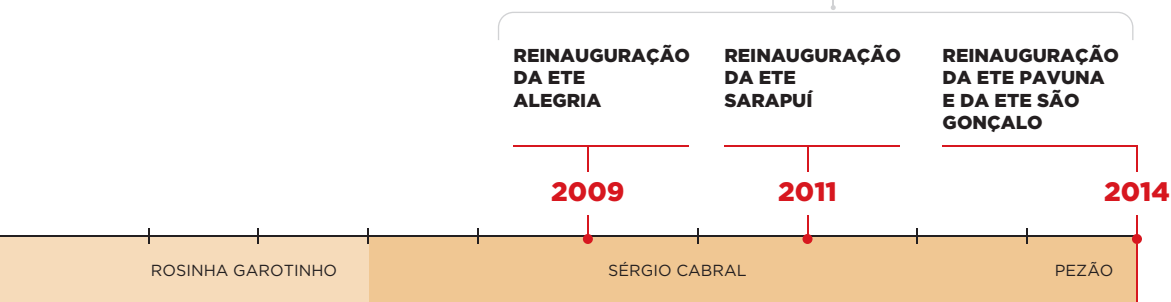 REINAUGURAÇÃO
DA ETE
ALEGRIA
REINAUGURAÇÃO
DA ETE
SARAPUÍ
REINAUGURAÇÃO
DA ETE PAVUNA
E DA ETE SÃO
GONÇALO
2009
2011
2014
ROSINHA GAROTINHO
SÉRGIO CABRAL
PEZÃO